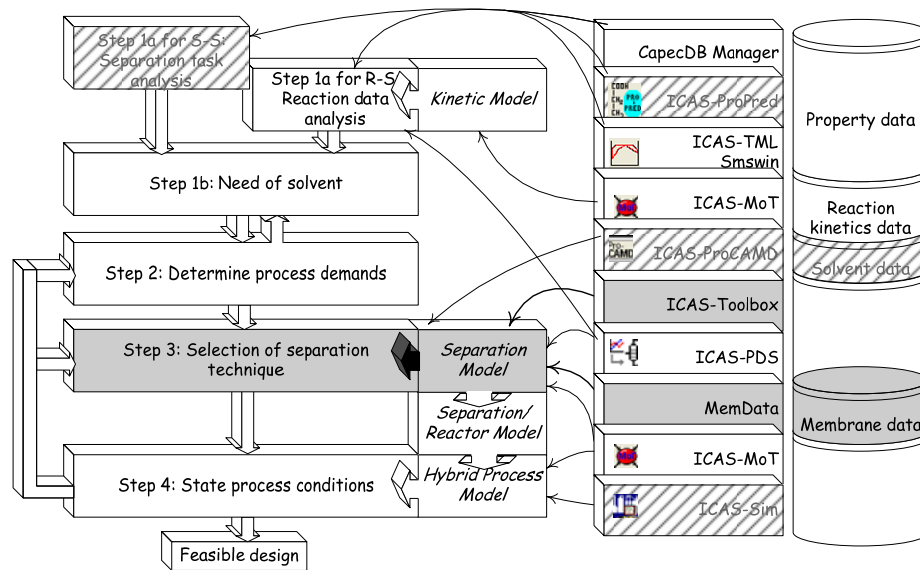 Step 1a for S-S:
Separation task
analysis
Step 1a for R-S
Reaction data
analysis
Kinetic Model
Step 1b: Need of solvent
Step 2: Determine process demands
Step 3: Selection of separation
technique
Separation
Model
Separation/
Reactor Model
Step 4: State process conditions
Hybrid Process
Model
Feasible design
CapecDB Manager
ICAS-ProPred
ICAS-TML
Smswin
ICAS-MoT
Pro-
CAMD
ICAS-ProCAMD
ICAS-Toolbox
ICAS-PDS
MemData
ICAS-MoT
ICAS-Sim
Property data
Reaction
kinetics data
Solvent data
Membrane data